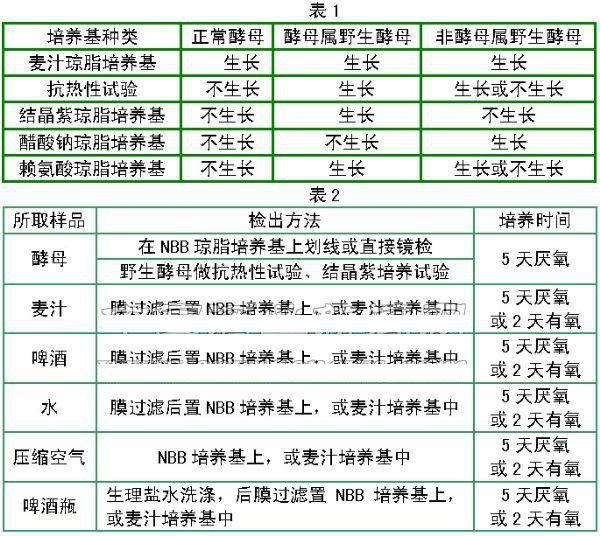 表1
培养基种类 正常酵母 酵母属野生酵母 非酵母属野生酵母
麦汁琼脂培养基 生长 生长 生长
抗热性试验 不生长 生长 生长或不生长
结晶紫琼脂培养基 不生长 生长 不生长
醋酸钠琼脂培养基 不生长 不生长 生长
赖氨酸琼脂培养基 不生长 生长 生长或不生长
表2
所取样品 检出方法 培养时间
酵母 在NBB琼脂培养基上划线或直接镜检 5天厌氧
野生酵母做抗热性试验、结晶紫培养试验
麦汁 膜过滤后置NBB培养基上，或麦汁培养基中 5天厌氧
或2天有氧
啤酒 膜过滤后置NBB培养基上，或麦汁培养基中 5天厌氧
或2天有氧
水 膜过滤后置NBB培养基上，或麦汁培养基中 5天厌氧
或2天有氧
压缩空气 NBB培养基上，或麦汁培养基中 5天厌氧
或2天有氧
啤酒瓶 生理盐水洗涤，后膜过滤置 NBB 培养基上， 5天厌氧
或麦汁培养基中 或2天有氧